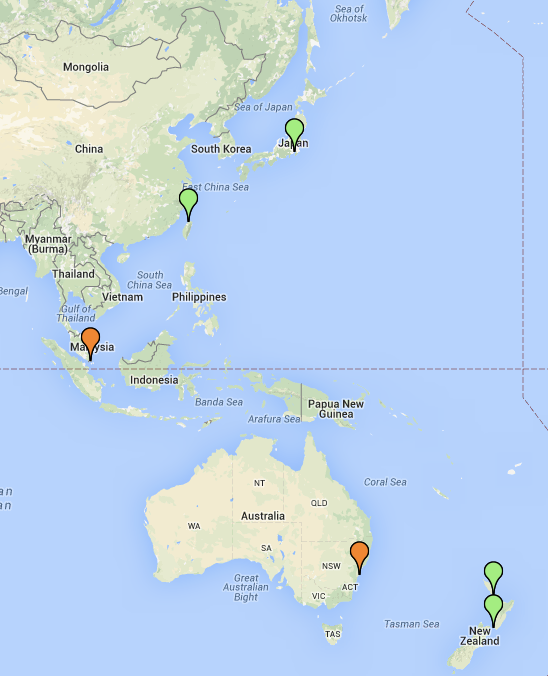 Sea of
Okhotsk
Mongolia
Sea of Japan
China
South Korea
Japan
East China Sea
Myanmar
(Burma)
Thailand
South
China Sea
Vietnam
Philippines
Gulf of
Thailand
Malaysia
Indonesia
Banda Sea
Papua New
Guinea
Arafura Sea
Coral Sea
NT
QLD
WA
Australia
SA
NSW
Great
Australian
Bight
ACT
VIC
TAS
Tasman Sea
New
Zealand